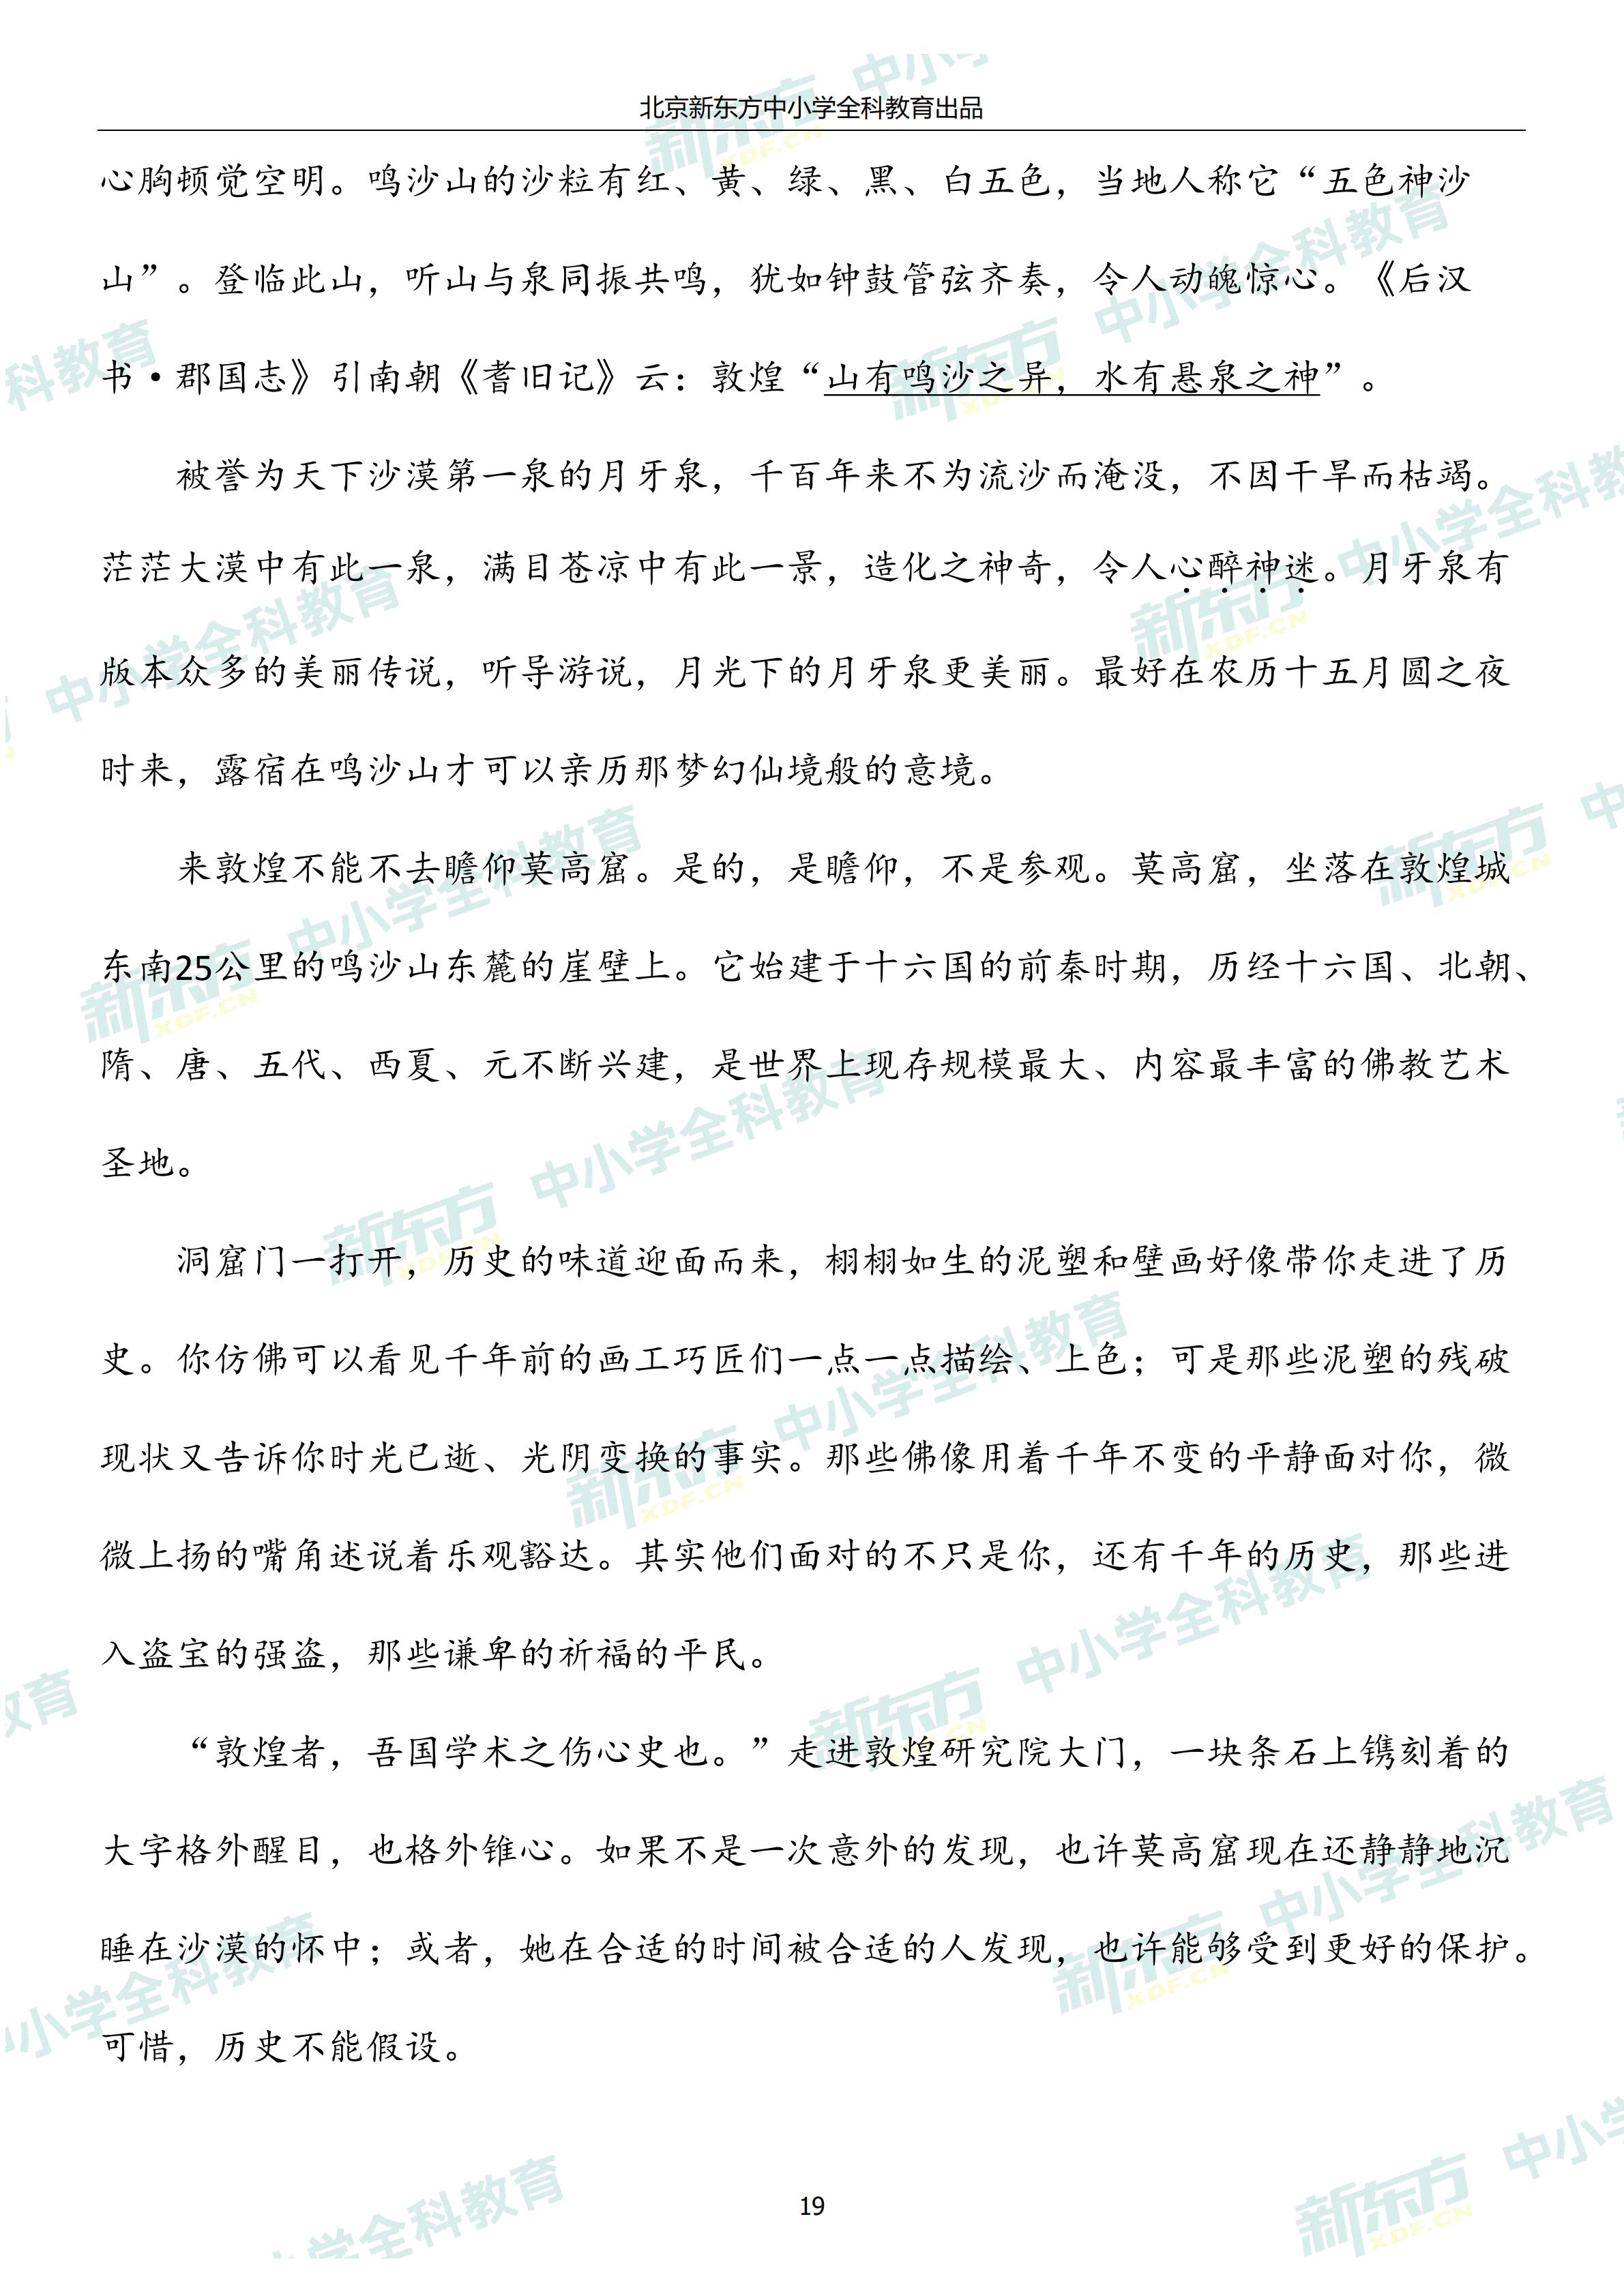 北京新东方中小学全科教育出品
心胸顿觉空明。鸣沙山的沙粒有红、黄、绿、黑、白五色，当地人称它“五色神沙
山”。登临此山，听山与泉同振共鸣，犹如钟鼓管弦齐奏，令人动魄惊心。《后汉
书·郡国志》引南朝《耆旧记》云：敦煌“山有鸣沙之异，水有悬泉之神”。
被誉为天下沙漠第一泉的月牙泉，千百年来不为流沙而淹没，不因干旱而枯竭。
茫茫大漠中有此一泉，满目苍凉中有此一景，造化之神奇，令人心醉神迷。月牙泉有
版本众多的美丽传说，听导游说，月光下的月牙泉更美丽。最好在农历十五月圆之夜
时来，露宿在鸣沙山才可以亲历那梦幻仙境般的意境。
来敦煌不能不去瞻仰莫高窟。是的，是瞻仰，不是参观。莫高窟，坐落在敦煌城
东南25公里的鸣沙山东麓的崖壁上。它始建于十六国的前秦时期，历经十六国、北朝、
隋、唐、五代、西夏、元不断兴建，是世界上现存规模最大、内容最丰富的佛教艺术
圣地。
洞窟门一打开，历史的味道迎面而来，栩栩如生的泥塑和壁画好像带你走进了历
史。你仿佛可以看见千年前的画工巧匠们一点一点描绘、上色；可是那些泥塑的残破
现状又告诉你时光已逝、光阴变换的事实。那些佛像用着千年不变的平静面对你，微
微上扬的嘴角述说着乐观豁达。其实他们面对的不只是你，还有千年的历史，那些进
入盗宝的强盗，那些谦卑的祈福的平民。
“敦煌者，吾国学术之伤心史也。”走进敦煌研究院大门，一块条石上镌刻着的
大字格外醒目，也格外锥心。如果不是一次意外的发现，也许莫高窟现在还静静地沉
睡在沙漠的怀中；或者，她在合适的时间被合适的人发现，也许能够受到更好的保护。
可惜，历史不能假设。
19
新东方 XDF.CN 中小学全科教育